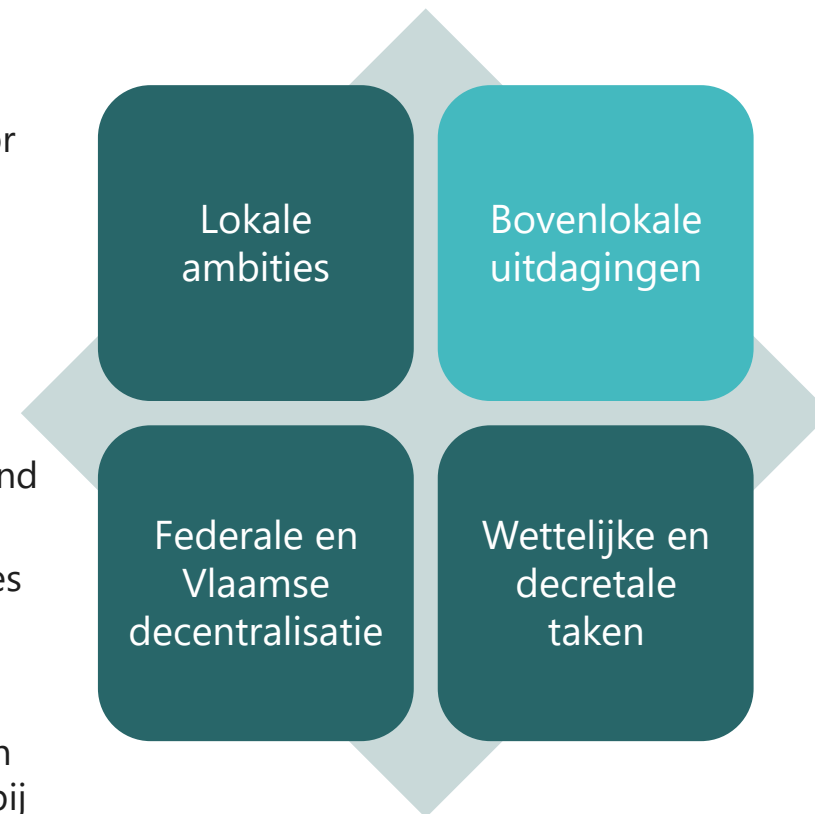 Lokale
ambities
Bovenlokale
uitdagingen
Federale en
Vlaamse
decentralisatie
Wettelijke en
decretale
taken